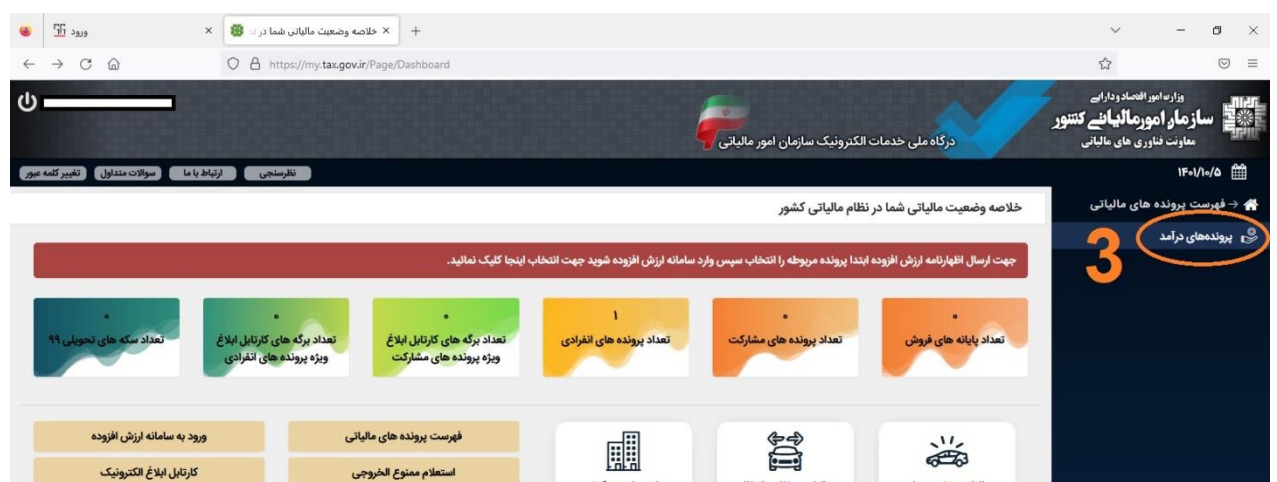 ورود
خلاصه وضعیت مالیاتی شما در
https://my.tax.gov.ir/Page/Dashboard
وزارت امور اقتصاد و دارایی
سازمان امور مالیاتی کشور
معاونت فناوری های مالیاتی
درگاه ملی خدمات الکترونیک سازمان امور مالیاتی
۱۴۰۱/۱۰/۵
نظرسنجی
ارتباط با ما
سوالات متداول
تغییر کلمه عبور
فهرست پرونده های مالیاتی
پرونده‌های درآمد
3
خلاصه وضعیت مالیاتی شما در نظام مالیاتی کشور
جهت ارسال اظهارنامه ارزش افزوده ابتدا پرونده مربوطه را انتخاب سپس وارد سامانه ارزش افزوده شوید جهت انتخاب اینجا کلیک نمائید.
۰
تعداد پایانه های فروش
۰
تعداد پرونده های مشارکت
۱
تعداد پرونده های انفرادی
۰
تعداد برگه های کارتابل ابلاغ
ویژه پرونده های مشارکت
۰
تعداد برگه های کارتابل ابلاغ
ویژه پرونده های انفرادی
۰
تعداد سکه های تحویلی ۹۹
فهرست پرونده های مالیاتی
ورود به سامانه ارزش افزوده
استعلام ممنوع الخروجی
کارتابل ابلاغ الکترونیک